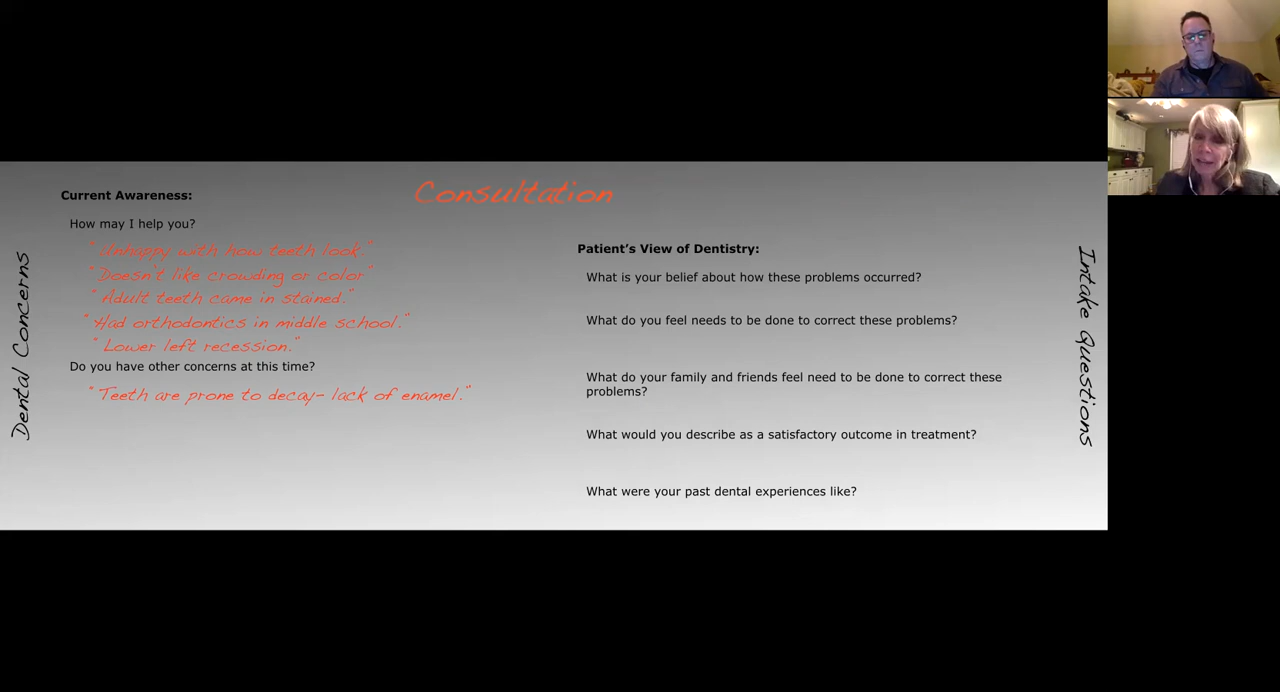 Consultation
Dental Concerns
Current Awareness:
How may I help you?
"Unhappy with how teeth look."
"Doesn't like crowding or color"
"Adult teeth came in stained."
"Had orthodontics in middle school."
"Lower left recession."
Do you have other concerns at this time?
"Teeth are prone to decay- lack of enamel."
Patient's View of Dentistry:
What is your belief about how these problems occurred?
What do you feel needs to be done to correct these problems?
What do your family and friends feel need to be done to correct these
problems?
What would you describe as a satisfactory outcome in treatment?
What were your past dental experiences like?
Intake Questions